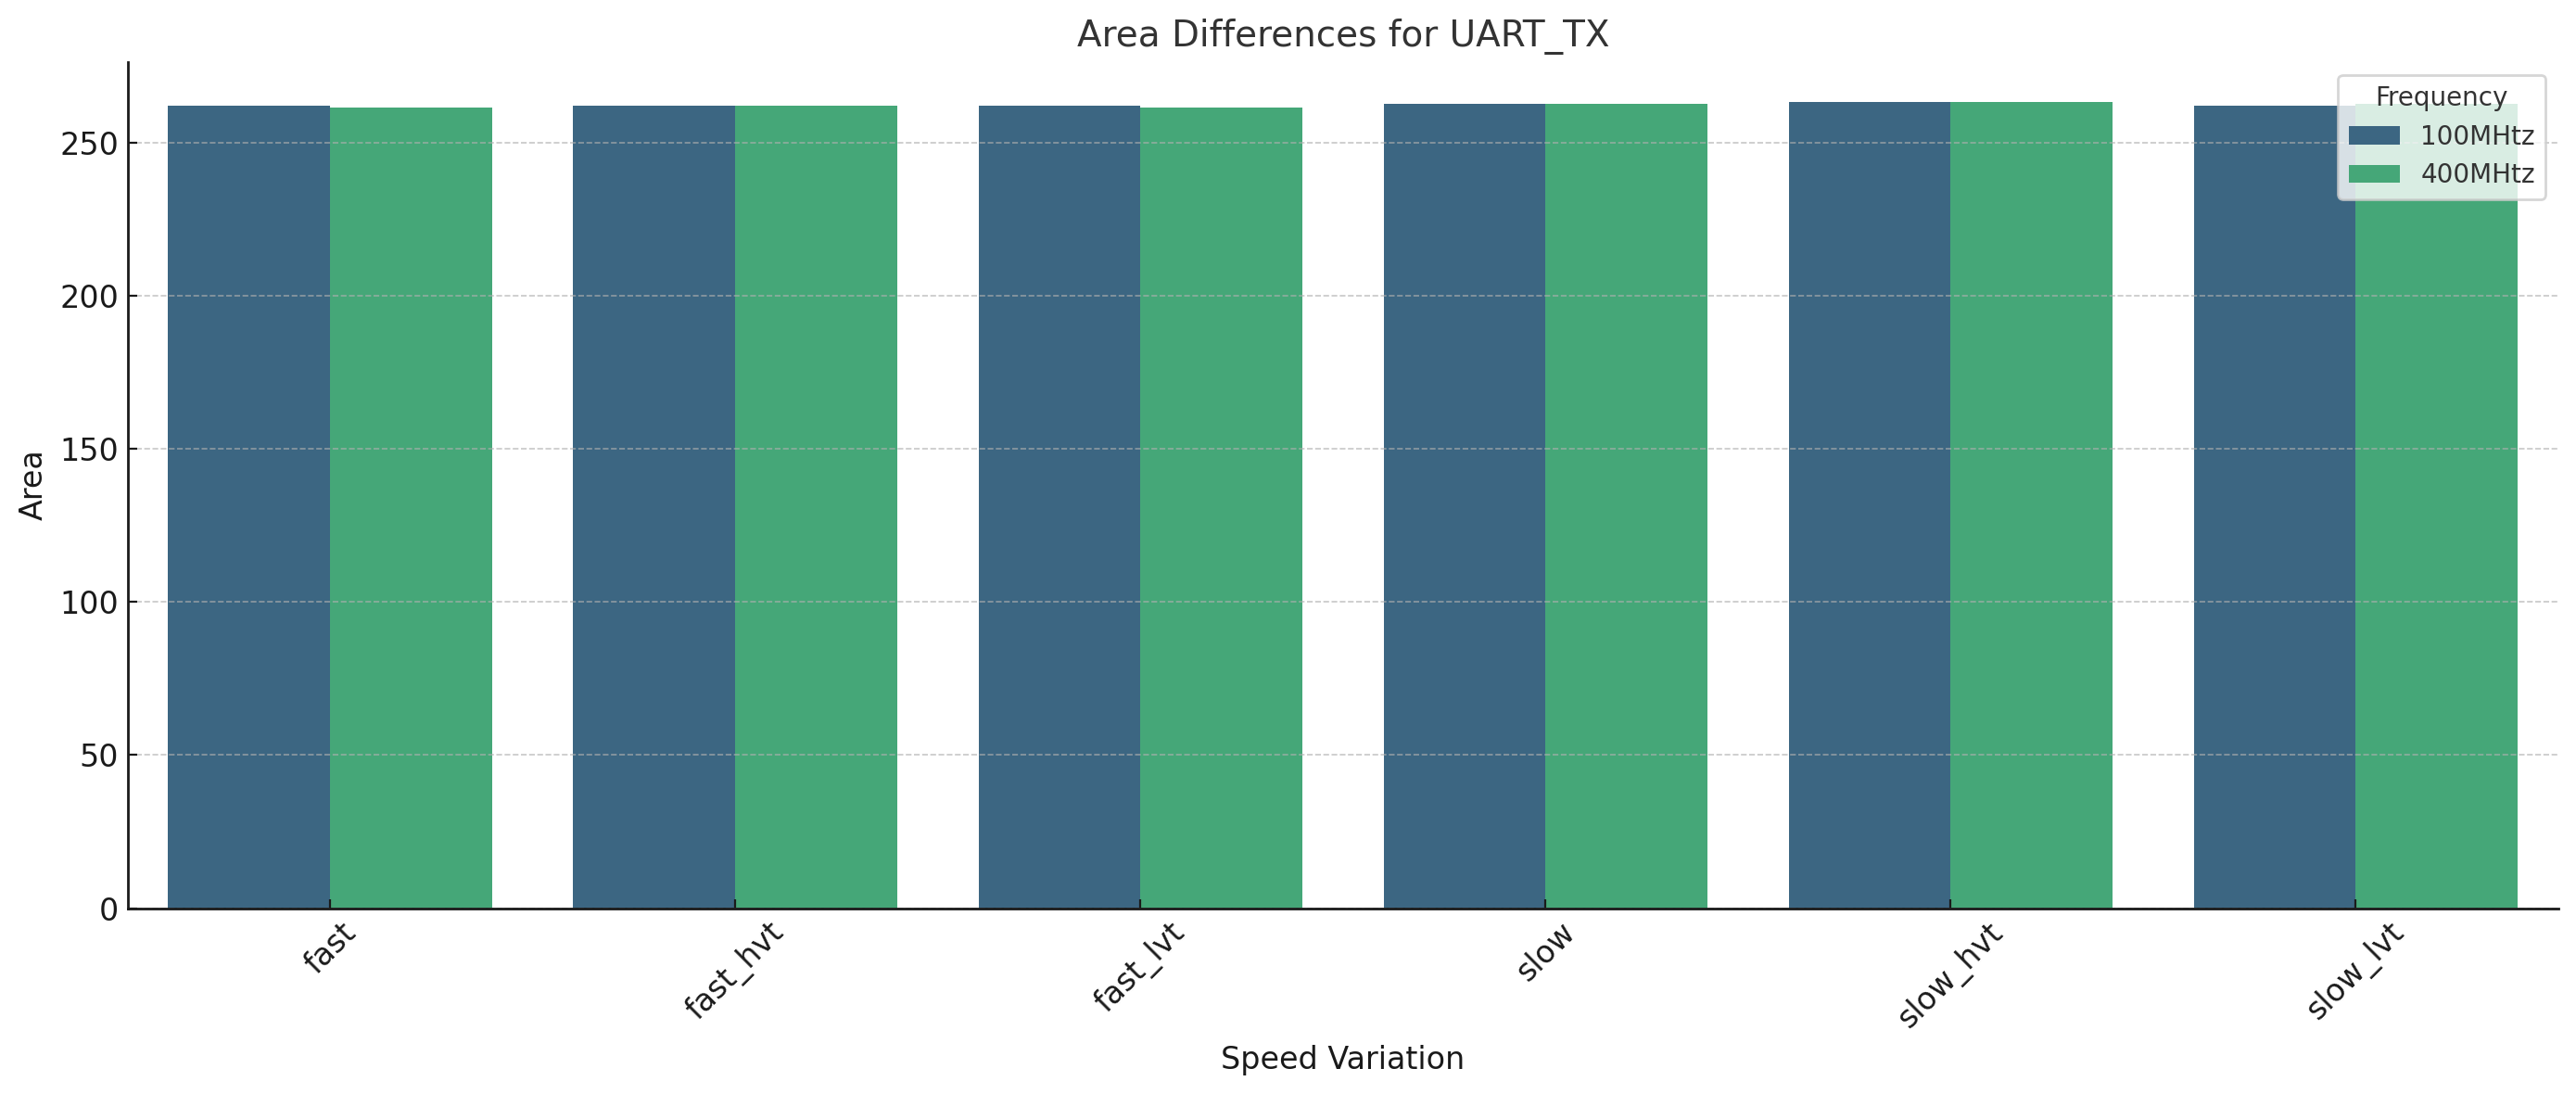 Area Differences for UART_TX
Frequency
100MHtz
400MHtz
Area
250
200
150
100
50
0
fast
fast_hvt
fast_lvt
slow
slow_hvt
slow_lvt
Speed Variation